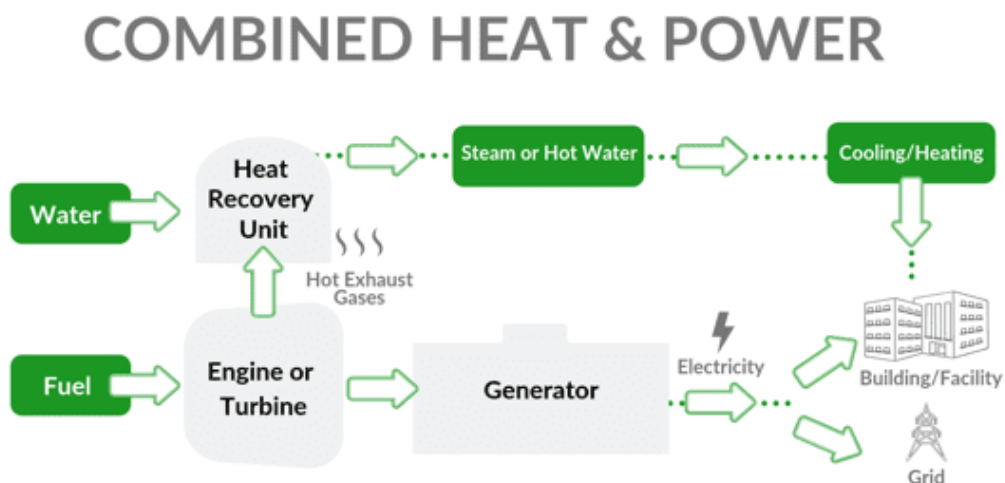 COMBINED HEAT & POWER
Heat
Recovery
Unit
Steam or Hot Water
Cooling/Heating
Water
Hot Exhaust
Gases
Fuel
Engine or
Turbine
Generator
Electricity
Building/Facility
Grid